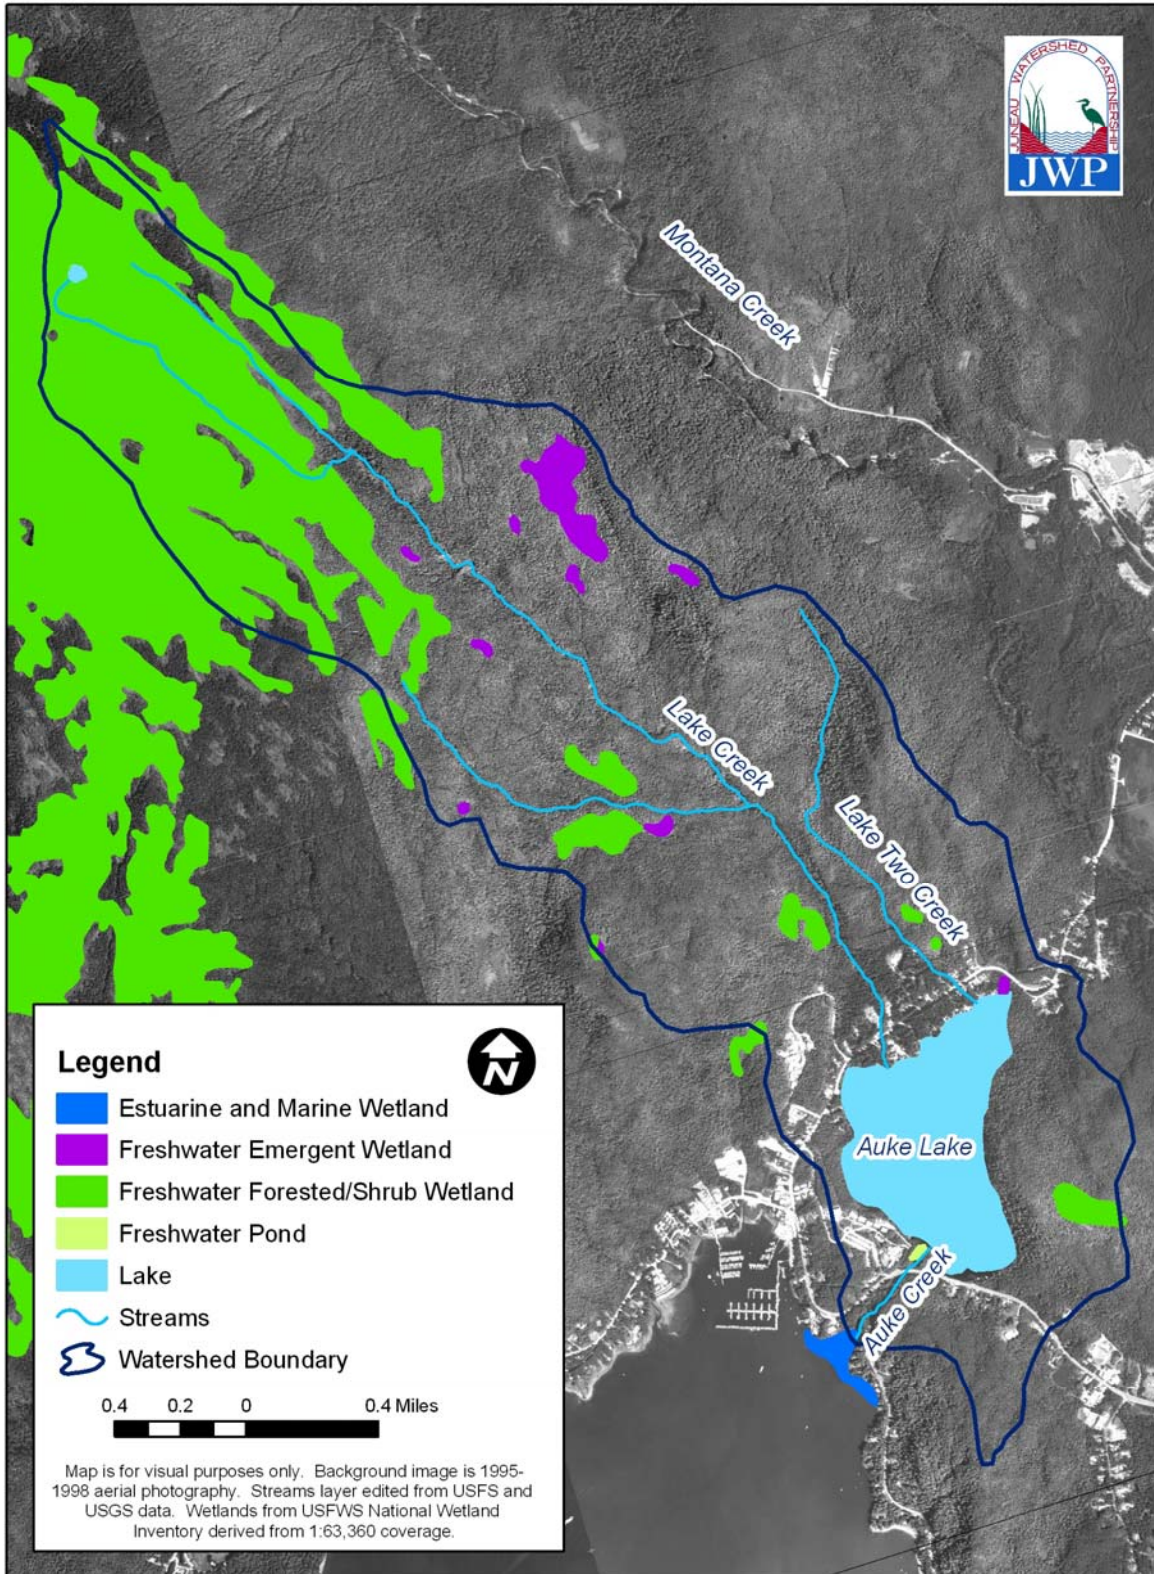 JUNEAU WATERSHED PARTNERSHIP
JWP
Montana Creek
Lake Creek
Lake Two Creek
Auke Lake
Auke Creek
Legend
N
Estuarine and Marine Wetland
Freshwater Emergent Wetland
Freshwater Forested/Shrub Wetland
Freshwater Pond
Lake
Streams
Watershed Boundary
0.4 0.2 0 0.4 Miles
Map is for visual purposes only. Background image is 1995-
1998 aerial photography. Streams layer edited from USFS and
USGS data. Wetlands from USFWS National Wetland
Inventory derived from 1:63,360 coverage.